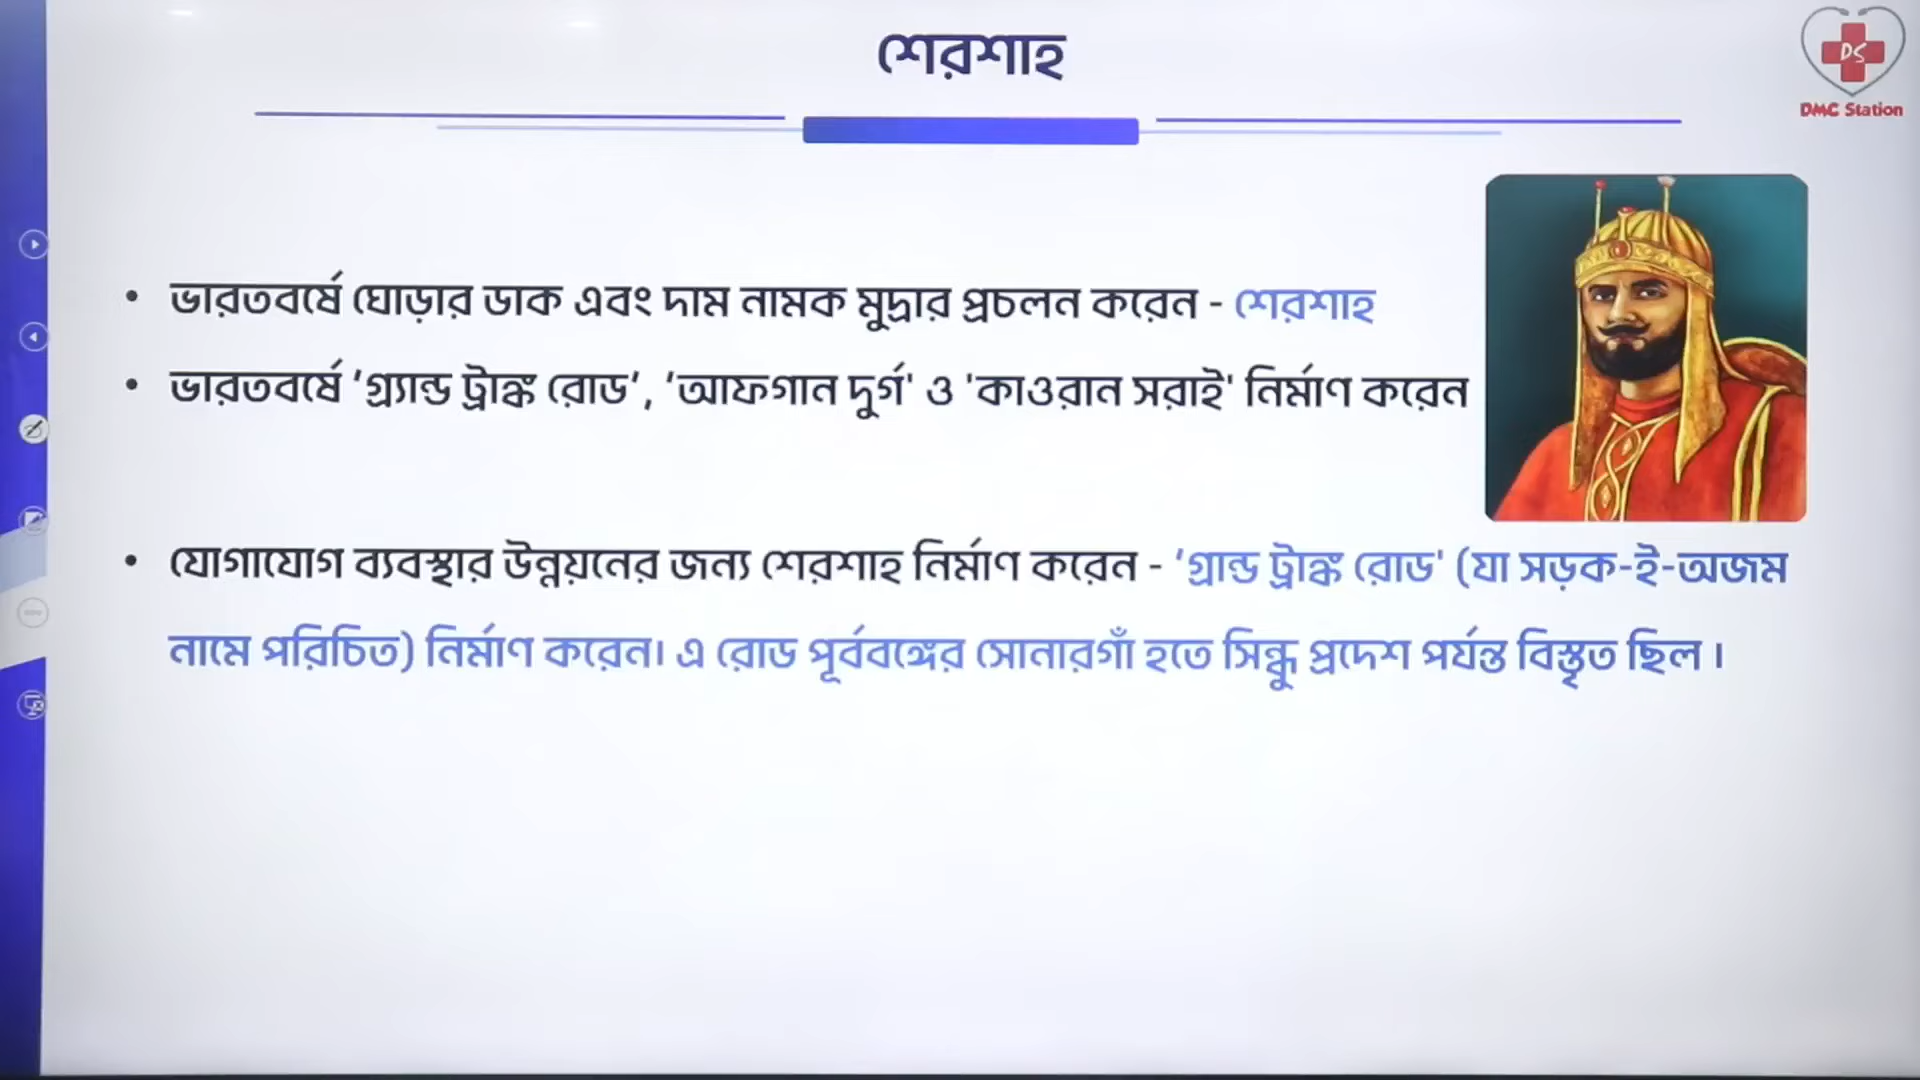 শেরশাহ
DS
DMC Station
• ভারতবর্ষে ঘোড়ার ডাক এবং দাম নামক মুদ্রার প্রচলন করেন - শেরশাহ
• ভারতবর্ষে ‘গ্র্যান্ড ট্রাঙ্ক রোড’, ‘আফগান দুর্গ' ও 'কাওরান সরাই' নির্মাণ করেন
• যোগাযোগ ব্যবস্থার উন্নয়নের জন্য শেরশাহ নির্মাণ করেন - ‘গ্রান্ড ট্রাঙ্ক রোড' (যা সড়ক-ই-অজম
নামে পরিচিত) নির্মাণ করেন। এ রোড পূর্ববঙ্গের সোনারগাঁ হতে সিন্ধু প্রদেশ পর্যন্ত বিস্তৃত ছিল ।